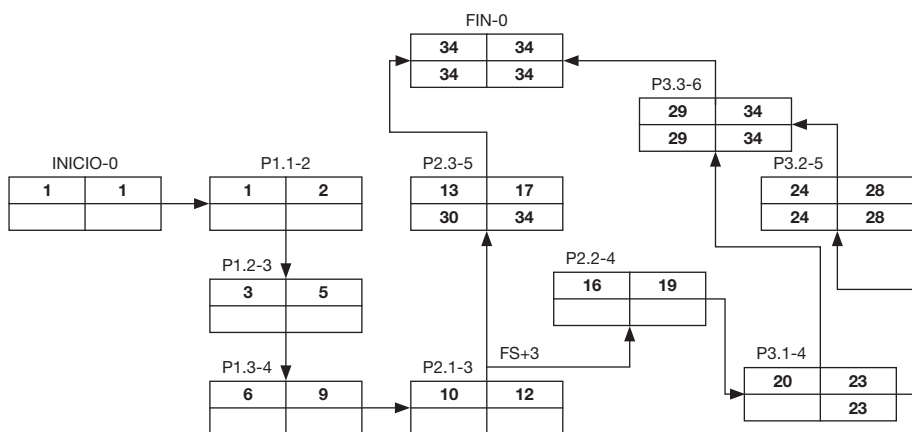 FIN-0
34 34
34 34
P3.3-6
29 34
29 34
INICIO-0
1 1
P1.1-2
1 2
P2.3-5
13 17
30 34
P3.2-5
24 28
24 28
P1.2-3
3 5
P2.2-4
16 19
FS+3
P1.3-4
6 9
P2.1-3
10 12
P3.1-4
20 23
23